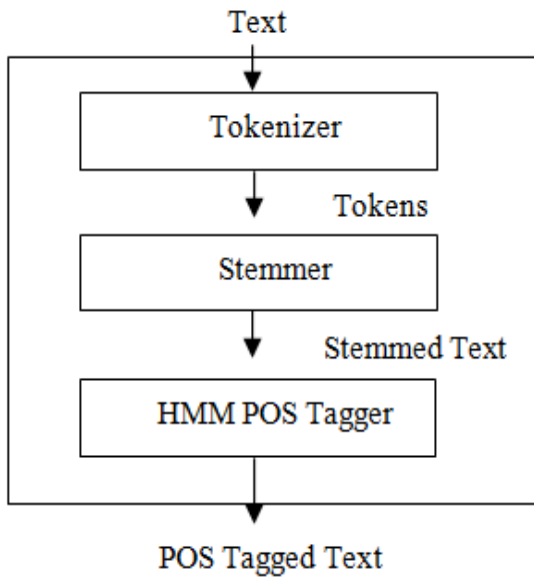 Text
Tokenizer
Tokens
Stemmer
Stemmed Text
HMM POS Tagger
POS Tagged Text